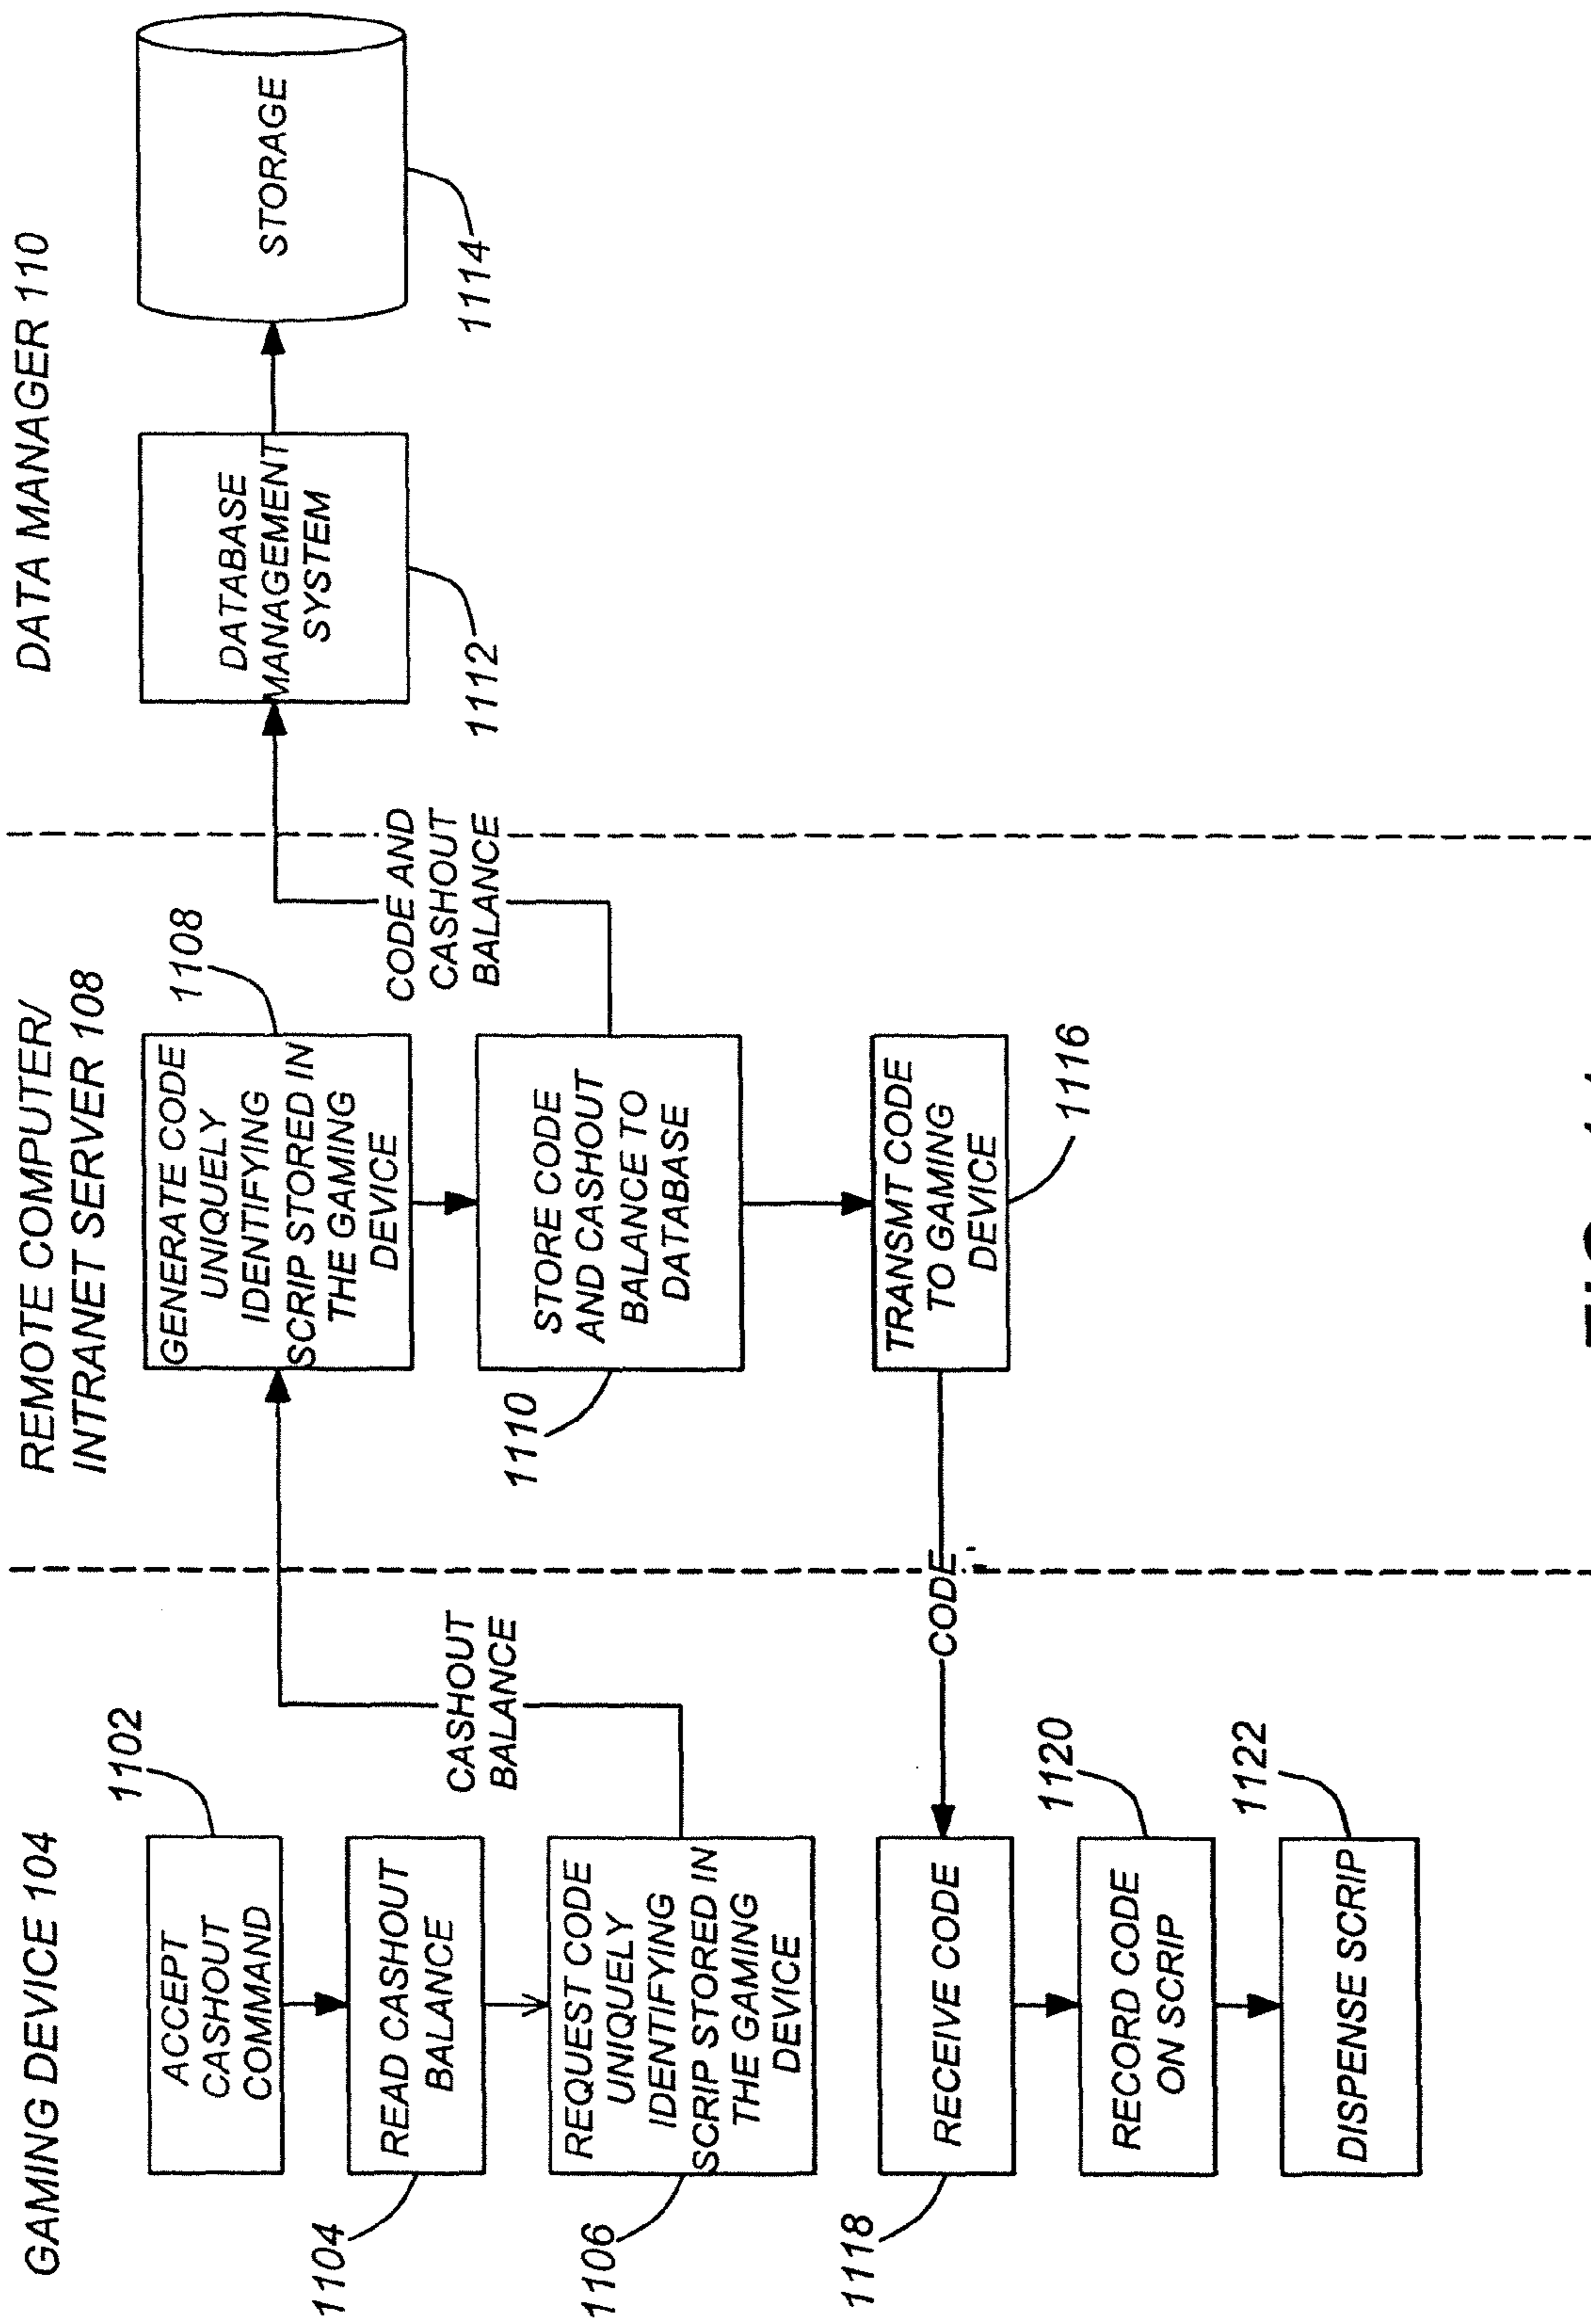 GAMING DEVICE 104
1102
ACCEPT
CASHOUT
COMMAND
1104
READ CASHOUT
BALANCE
1106
REQUEST CODE
UNIQUELY
IDENTIFYING
SCRIP STORED IN
THE GAMING
DEVICE
CASHOUT
BALANCE
1118
RECEIVE CODE
1120
RECORD CODE
ON SCRIP
1122
DISPENSE SCRIP
REMOTE COMPUTER/
INTRANET SERVER 108
1108
GENERATE CODE
UNIQUELY
IDENTIFYING
SCRIP STORED IN
THE GAMING
DEVICE
1110
STORE CODE
AND CASHOUT
BALANCE TO
DATABASE
CODE AND
CASHOUT
BALANCE
TRANSMT CODE
TO GAMING
DEVICE
1116
CODE
DATA MANAGER 110
DATABASE
MANAGEMENT
SYSTEM
1112
STORAGE
1114